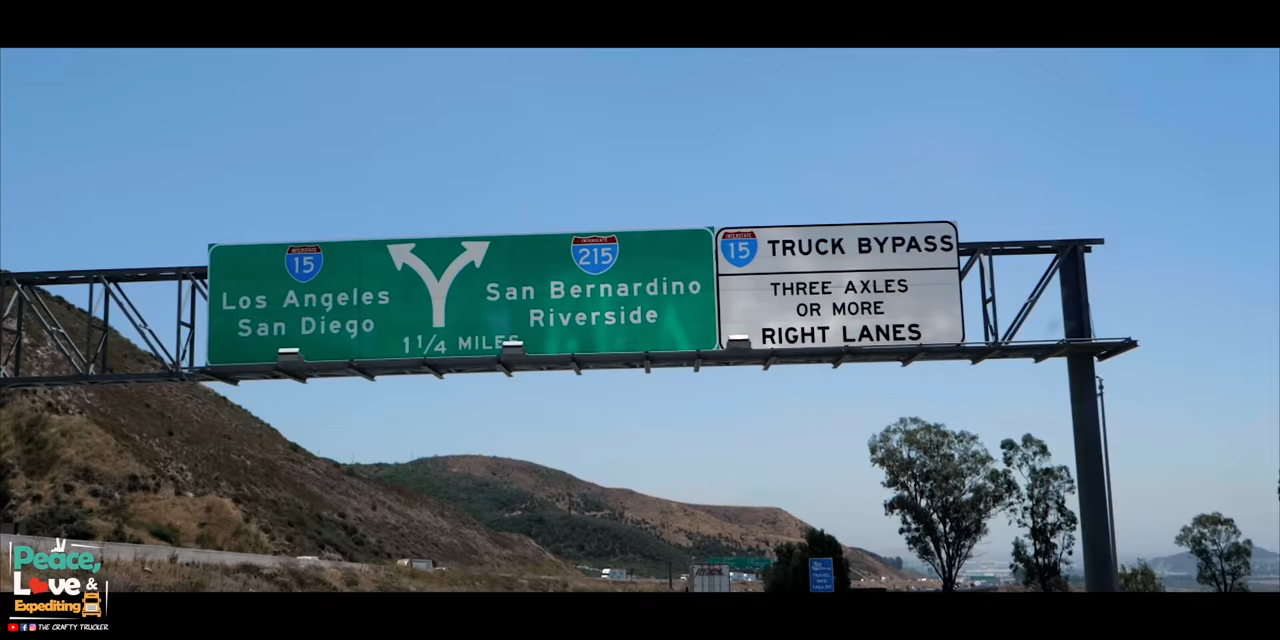 INTERSTATE
15
Los Angeles
San Diego
1 1/4 MILES
INTERSTATE
215
San Bernardino
Riverside
INTERSTATE
15
TRUCK BYPASS
THREE AXLES
OR MORE
RIGHT LANES
Peace,
Love &
Expediting
THE CRAFTY TRUCKER